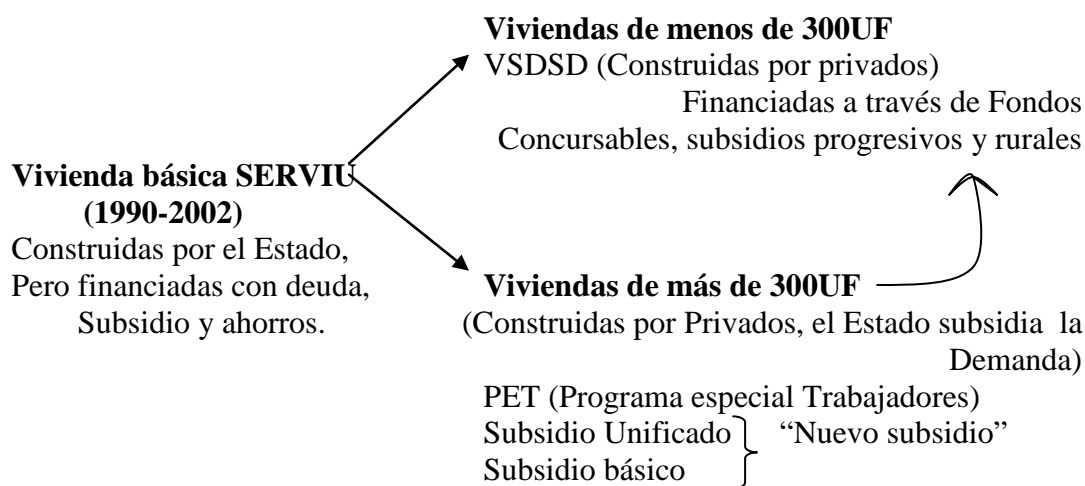 Viviendas de menos de 300UF
VSDSD (Construidas por privados)
Financiadas a través de Fondos
Concursables, subsidios progresivos y rurales
Vivienda básica SERVIU
(1990-2002)
Construidas por el Estado,
Pero financiadas con deuda,
Subsidio y ahorros.
Viviendas de más de 300UF
(Construidas por Privados, el Estado subsidia la
Demanda)
PET (Programa especial Trabajadores)
Subsidio Unificado
Subsidio básico
“Nuevo subsidio”